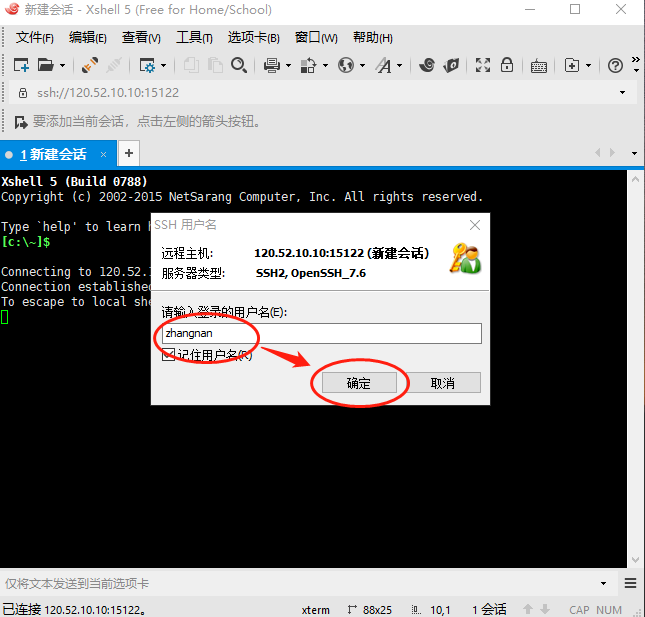 新建会话 - Xshell 5 (Free for Home/School)
文件(F) 编辑(E) 查看(V) 工具(T) 选项卡(B) 窗口(W) 帮助(H)
ssh://120.52.10.10:15122
要添加当前会话，点击左侧的箭头按钮。
1 新建会话 × +
Xshell 5 (Build 0788)
Copyright (c) 2002-2015 NetSarang Computer, Inc. All rights reserved.
Type `help' to learn
[c:\~]$
Connecting to 120.52.
Connection established
To escape to local she
SSH 用户名
远程主机: 120.52.10.10:15122 (新建会话)
服务器类型: SSH2, OpenSSH_7.6
请输入登录的用户名(E):
zhangnan
记住用户名(R)
确定 取消
仅将文本发送到当前选项卡
已连接 120.52.10.10:15122。 xterm 88x25 10,1 1 会话 CAP NUM